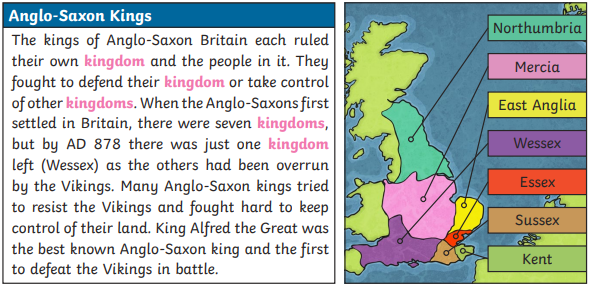 Anglo-Saxon Kings
The kings of Anglo-Saxon Britain each ruled
their own kingdom and the people in it. They
fought to defend their kingdom or take control
of other kingdoms. When the Anglo-Saxons first
settled in Britain, there were seven kingdoms,
but by AD 878 there was just one kingdom
left (Wessex) as the others had been overrun
by the Vikings. Many Anglo-Saxon kings tried
to resist the Vikings and fought hard to keep
control of their land. King Alfred the Great was
the best known Anglo-Saxon king and the first
to defeat the Vikings in battle.
Northumbria
Mercia
East Anglia
Wessex
Essex
Sussex
Kent